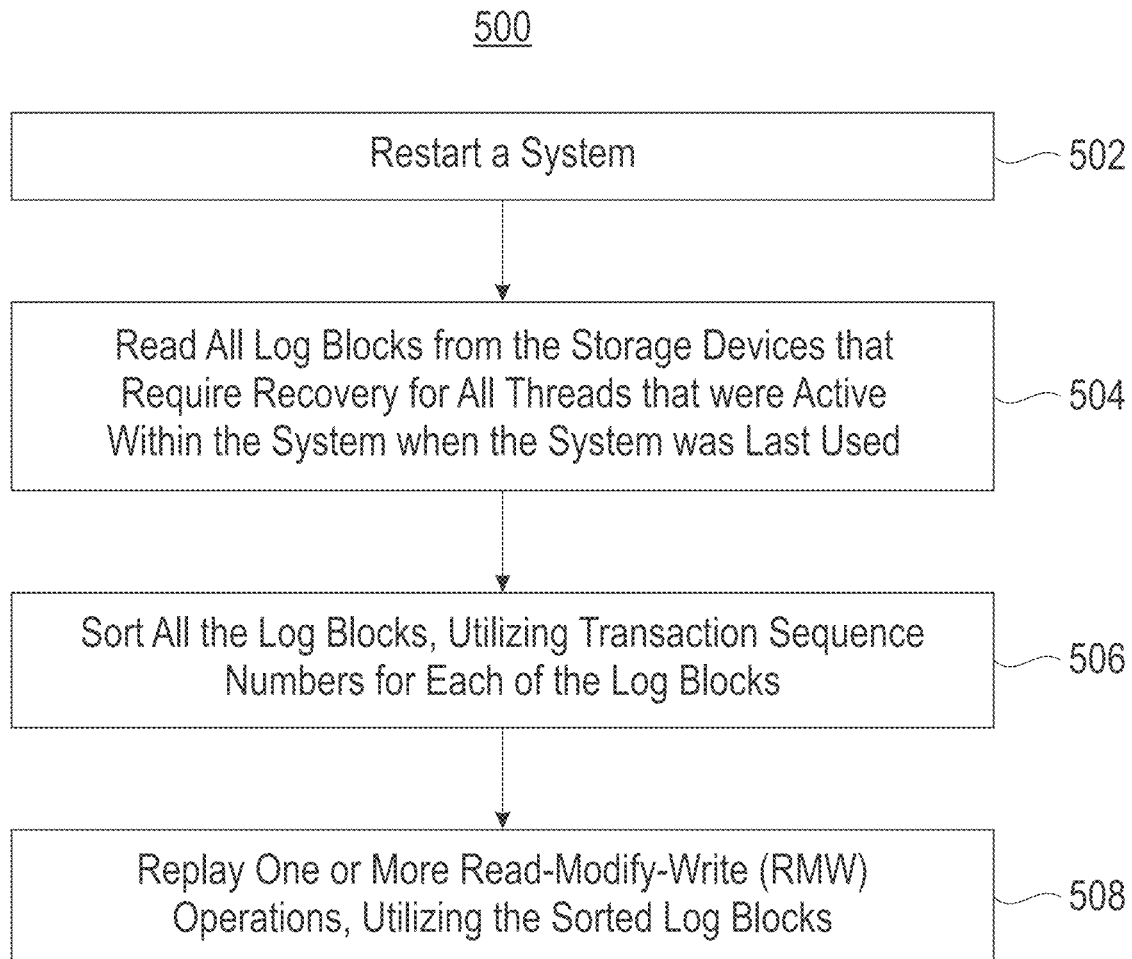 500
Restart a System
502
Read All Log Blocks from the Storage Devices that
Require Recovery for All Threads that were Active
Within the System when the System was Last Used
504
Sort All the Log Blocks, Utilizing Transaction Sequence
Numbers for Each of the Log Blocks
506
Replay One or More Read-Modify-Write (RMW)
Operations, Utilizing the Sorted Log Blocks
508